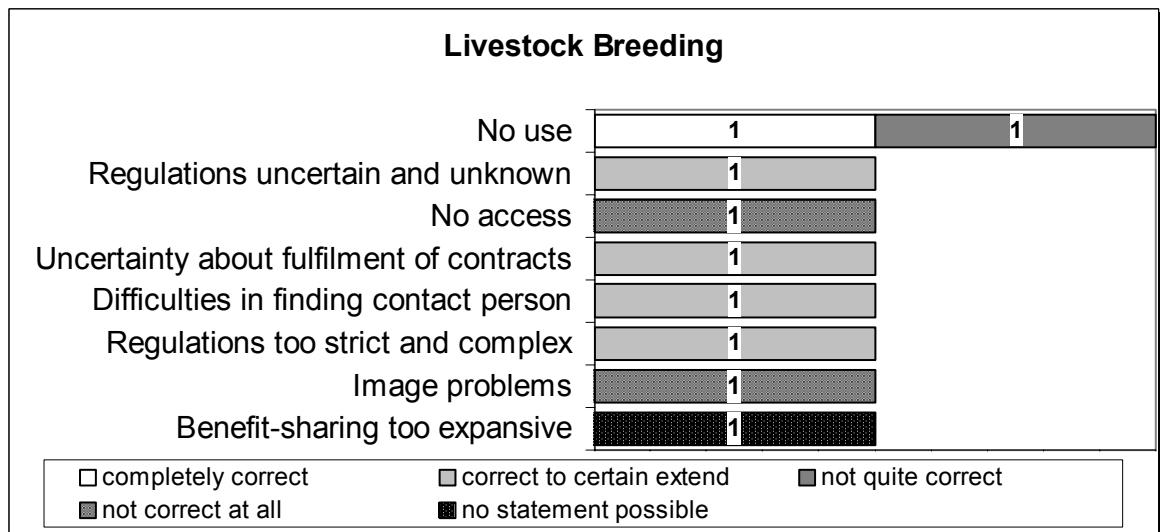 Livestock Breeding
No use 1 1
Regulations uncertain and unknown 1
No access 1
Uncertainty about fulfilment of contracts 1
Difficulties in finding contact person 1
Regulations too strict and complex 1
Image problems 1
Benefit-sharing too expansive 1
completely correct correct to certain extend not quite correct
not correct at all no statement possible